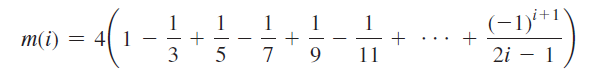 m(i) = 4(1 - 1/3 + 1/5 - 1/7 + 1/9 - 1/11 + ··· + (-1)^{i+1}/(2i - 1))